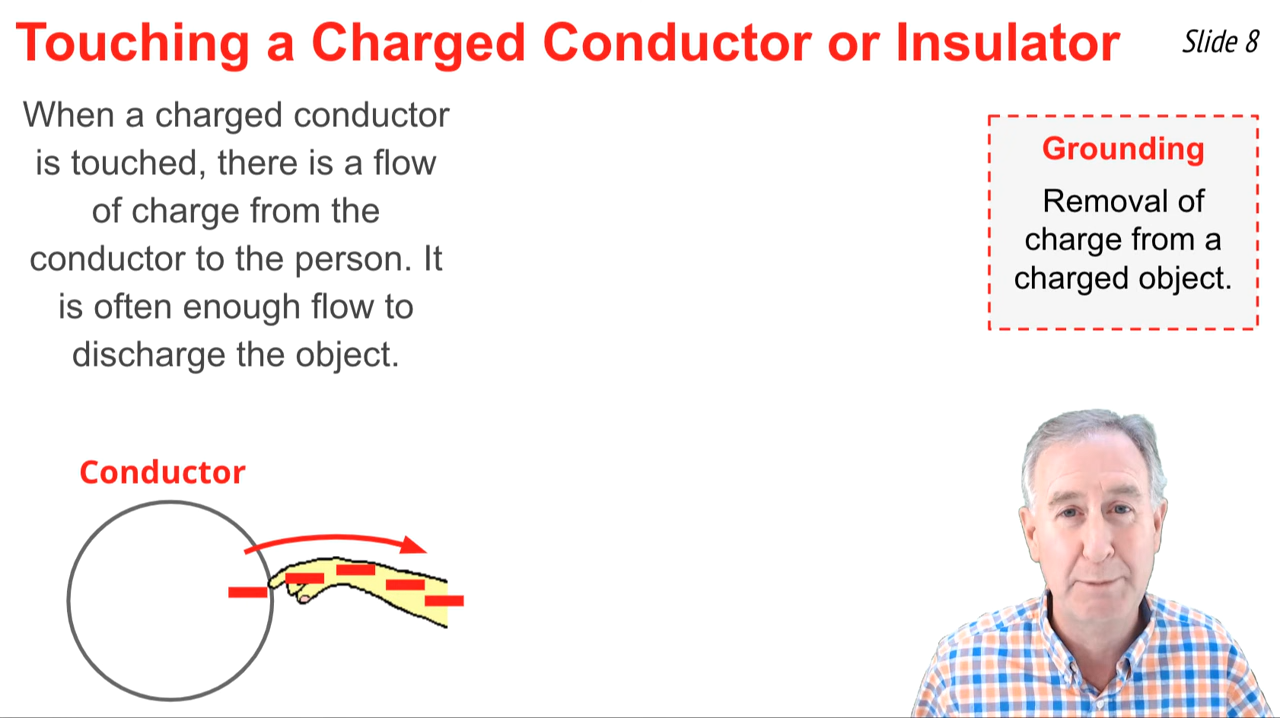 Touching a Charged Conductor or Insulator
Slide 8
When a charged conductor
is touched, there is a flow
of charge from the
conductor to the person. It
is often enough flow to
discharge the object.
Grounding
Removal of
charge from a
charged object.
Conductor